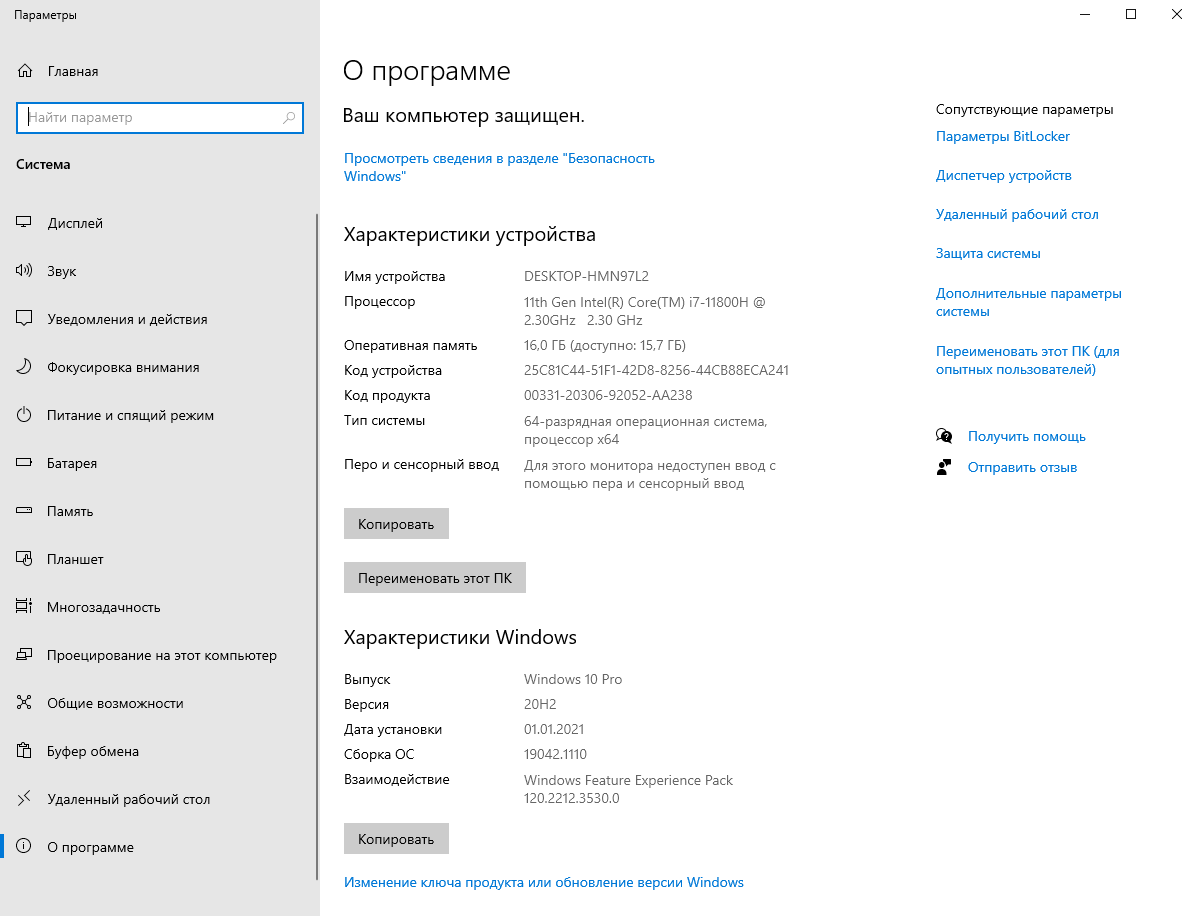 Параметры
Главная
Найти параметр
Система
Дисплей
Звук
Уведомления и действия
Фокусировка внимания
Питание и спящий режим
Батарея
Память
Планшет
Многозадачность
Проецирование на этот компьютер
Общие возможности
Буфер обмена
Удаленный рабочий стол
О программе
О программе
Ваш компьютер защищен.
Просмотреть сведения в разделе "Безопасность
Windows"
Характеристики устройства
Имя устройства DESKTOP-HMN97L2
Процессор 11th Gen Intel(R) Core(TM) i7-11800H @
2.30GHz 2.30 GHz
Оперативная память 16,0 ГБ (доступно: 15,7 ГБ)
Код устройства 25C81C44-51F1-42D8-8256-44CB88ECA241
Код продукта 00331-20306-92052-AA238
Тип системы 64-разрядная операционная система,
процессор x64
Перо и сенсорный ввод Для этого монитора недоступен ввод с
помощью пера и сенсорный ввод
Копировать
Переименовать этот ПК
Характеристики Windows
Выпуск Windows 10 Pro
Версия 20H2
Дата установки 01.01.2021
Сборка ОС 19042.1110
Взаимодействие Windows Feature Experience Pack
120.2212.3530.0
Копировать
Изменение ключа продукта или обновление версии Windows
Сопутствующие параметры
Параметры BitLocker
Диспетчер устройств
Удаленный рабочий стол
Защита системы
Дополнительные параметры
системы
Переименовать этот ПК (для
опытных пользователей)
Получить помощь
Отправить отзыв